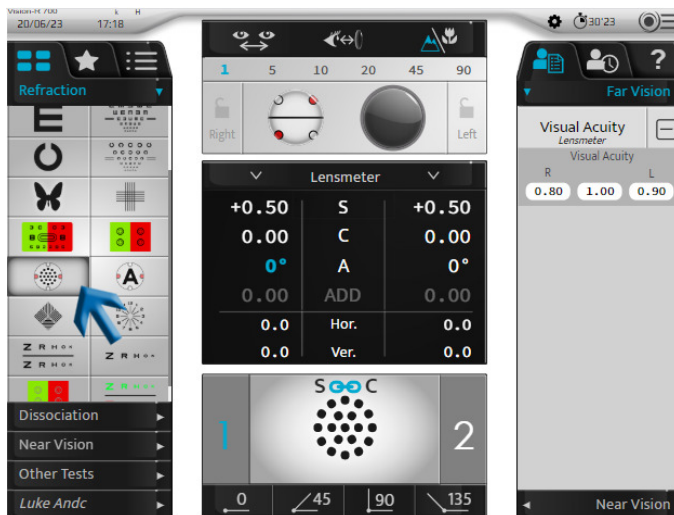 Vision-R 700
k H
20/06/23 17:18
30'23
Refraction
Far Vision
1 5 10 20 45 90
Right Left
Visual Acuity
Lensmeter
Visual Acuity
R L
0.80 1.00 0.90
Lensmeter
+0.50 S +0.50
0.00 C 0.00
0° A 0°
0.00 ADD 0.00
0.0 Hor. 0.0
0.0 Ver. 0.0
E
A
Z R H
Z R H
Z R H
S C
1 2
0 45 90 135
Dissociation
Near Vision
Other Tests
Luke Andc
Near Vision
?